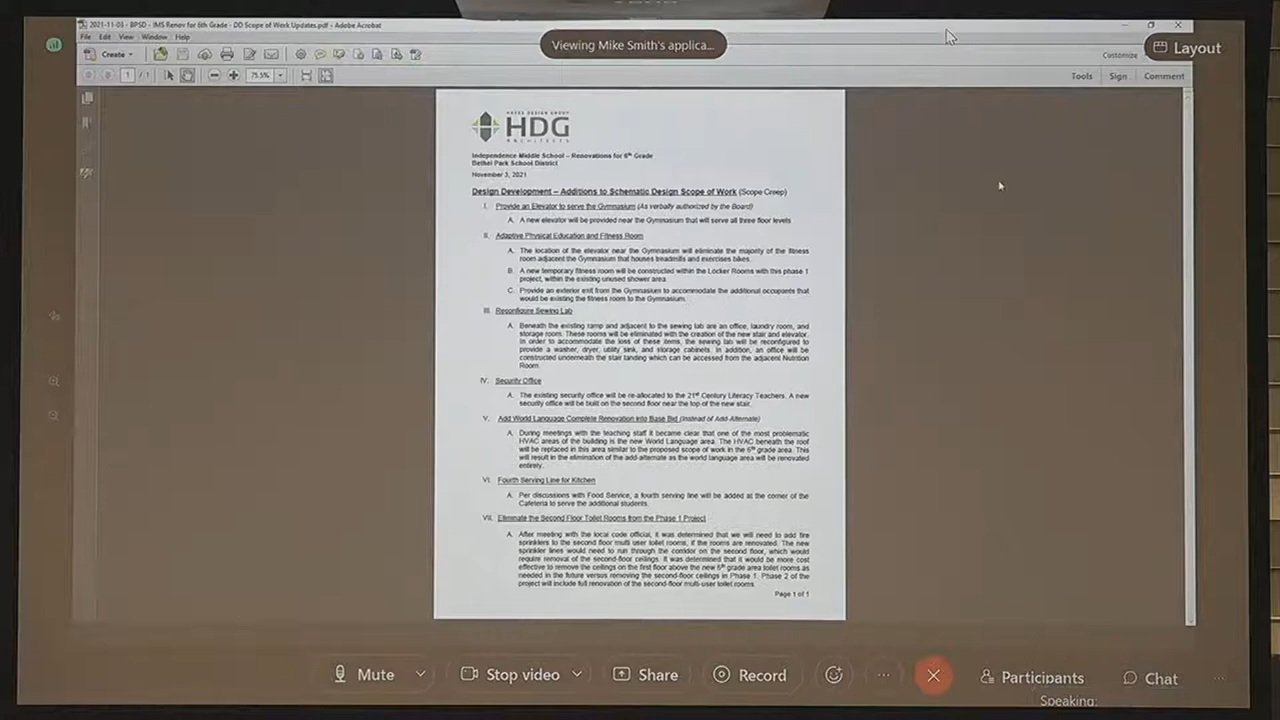 2021-11-05 - BPSD - IMS Renov for 6th Grade - DD Scope of Work Updates.pdf - Adobe Acrobat
File Edit View Window Help
Viewing Mike Smith's applica...
Layout
Create
Customize
1 / 1
75.5%
Tools Sign Comment
HAYES DESIGN GROUP
HDG
ARCHITECTS
Independence Middle School – Renovations for 6th Grade
Bethel Park School District
November 3, 2021
Design Development – Additions to Schematic Design Scope of Work (Scope Creep)
I. Provide an Elevator to serve the Gymnasium (As verbally authorized by the Board)
A. A new elevator will be provided near the Gymnasium that will serve all three floor levels.
II. Adaptive Physical Education and Fitness Room
A. The location of the elevator near the Gymnasium will eliminate the majority of the fitness
room adjacent the Gymnasium that houses treadmills and exercises bikes.
B. A new temporary fitness room will be constructed within the Locker Rooms with this phase 1
project, within the existing unused shower area.
C. Provide an exterior exit from the Gymnasium to accommodate the additional occupants that
would be existing the fitness room to the Gymnasium.
III. Reconfigure Sewing Lab
A. Beneath the existing ramp and adjacent to the sewing lab are an office, laundry room, and
storage room. These rooms will be eliminated with the creation of the new stair and elevator.
In order to accommodate the loss of these items, the sewing lab will be reconfigured to
provide a washer, dryer, utility sink, and storage cabinets. In addition, an office will be
constructed underneath the stair landing which can be accessed from the adjacent Nutrition
Room.
IV. Security Office
A. The existing security office will be re-allocated to the 21st Century Literacy Teachers. A new
security office will be built on the second floor near the top of the new stair.
V. Add World Language Complete Renovation into Base Bid (Instead of Add-Alternate)
A. During meetings with the teaching staff it became clear that one of the most problematic
HVAC areas of the building is the new World Language area. The HVAC beneath the roof
will be replaced in this area similar to the proposed scope of work in the 6th grade area. This
will result in the elimination of the add-alternate as the world language area will be renovated
entirely.
VI. Fourth Serving Line for Kitchen
A. Per discussions with Food Service, a fourth serving line will be added at the corner of the
Cafeteria to serve the additional students.
VII. Eliminate the Second Floor Toilet Rooms from the Phase 1 Project
A. After meeting with the local code official, it was determined that we will need to add fire
sprinklers to the second floor multi user toilet rooms, if the rooms are renovated. The new
sprinkler lines would need to run through the corridor on the second floor, which would
require removal of the second-floor ceilings. It was determined that it would be more cost
effective to remove the ceilings on the first floor above the new 6th grade area toilet rooms as
needed in the future versus removing the second-floor ceilings in Phase 1. Phase 2 of the
project will include full renovation of the second-floor multi-user toilet rooms.
Page 1 of 1
Mute Stop video Share Record Participants Chat
Speaking: